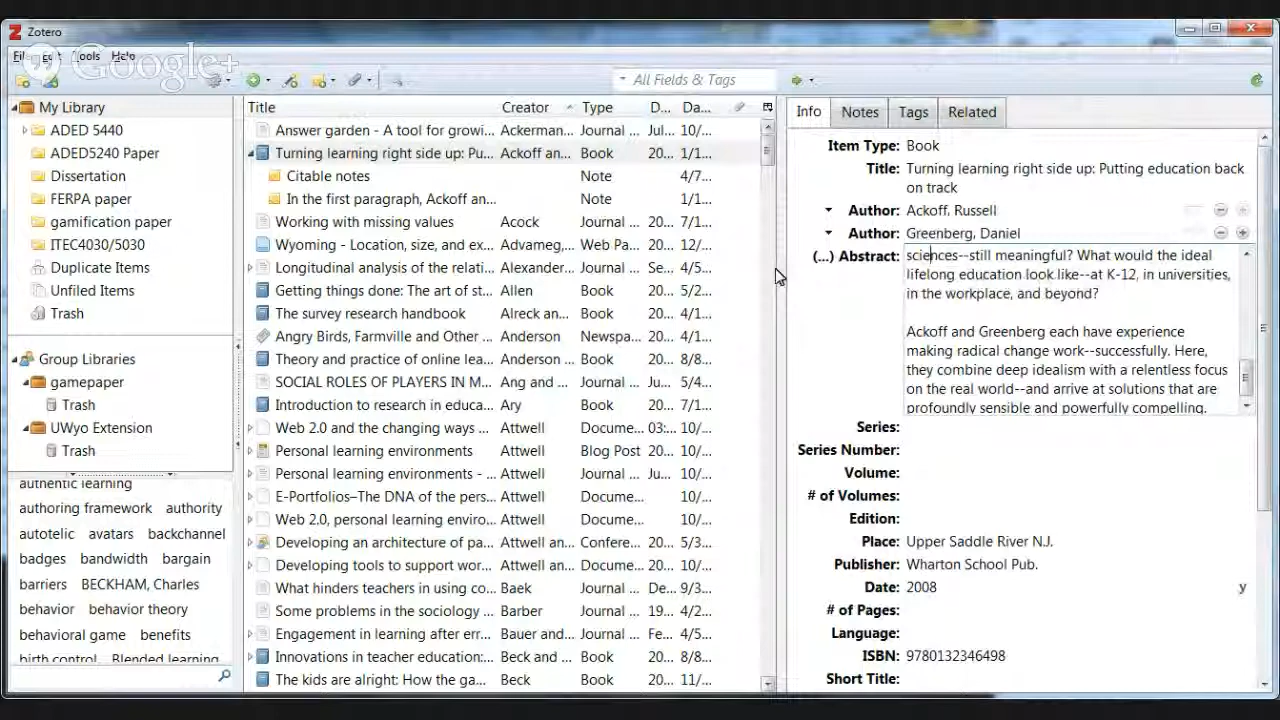 Zotero
File Edit Tools Help
Google+
All Fields & Tags
My Library
ADED 5440
ADED5240 Paper
Dissertation
FERPA paper
gamification paper
ITEC4030/5030
Duplicate Items
Unfiled Items
Trash
Group Libraries
gamepaper
Trash
UWyo Extension
Trash
authentic learning
authoring framework authority
autotelic avatars backchannel
badges bandwidth bargain
barriers BECKHAM, Charles
behavior behavior theory
behavioral game benefits
birth control Blended learning
Title Creator Type D... Da...
Answer garden - A tool for growi... Ackerman... Journal ... Jul... 10/...
Turning learning right side up: Pu... Ackoff an... Book 20... 1/1...
Citable notes Note 4/7...
In the first paragraph, Ackoff an... Note 1/1...
Working with missing values Acock Journal ... 20... 7/1...
Wyoming - Location, size, and ex... Advameg,... Web Pa... 12/...
Longitudinal analysis of the relati... Alexander... Journal ... Se... 4/5...
Getting things done: The art of st... Allen Book 20... 5/2...
The survey research handbook Alreck an... Book 20... 1/1...
Angry Birds, Farmville and Other ... Anderson Newspa... 20... 4/6...
Theory and practice of online lea... Anderson ... Book 20... 8/8...
SOCIAL ROLES OF PLAYERS IN M... Ang and ... Journal ... Ju... 5/4...
Introduction to research in educa... Ary Book 20... 7/1...
Web 2.0 and the changing ways ... Attwell Docume... 03:... 10/...
Personal learning environments Attwell Blog Post 20... 10/...
Personal learning environments - ... Attwell Journal ... Ju... 10/...
E-Portfolios–The DNA of the pers... Attwell Docume... 10/...
Web 2.0, personal learning enviro... Attwell Docume... 10/...
Developing an architecture of pa... Attwell an... Confere... 20... 5/3...
Developing tools to support wor... Attwell an... Docume... 20... 10/...
What hinders teachers in using co... Baek Journal ... De... 9/3...
Some problems in the sociology ... Barber Journal ... 19... 4/2...
Engagement in learning after err... Bauer and... Journal ... Fe... 4/5...
Innovations in teacher education:... Beck and ... Book 20... 8/8...
The kids are alright: How the ga... Beck Book 20... 11/...
Info Notes Tags Related
Item Type: Book
Title: Turning learning right side up: Putting education back
on track
Author: Ackoff, Russell
Author: Greenberg, Daniel
(...) Abstract: sciences--still meaningful? What would the ideal
lifelong education look like--at K-12, in universities,
in the workplace, and beyond?
Ackoff and Greenberg each have experience
making radical change work--successfully. Here,
they combine deep idealism with a relentless focus
on the real world--and arrive at solutions that are
profoundly sensible and powerfully compelling.
Series:
Series Number:
Volume:
# of Volumes:
Edition:
Place: Upper Saddle River N.J.
Publisher: Wharton School Pub.
Date: 2008 y
# of Pages:
Language:
ISBN: 9780132346498
Short Title: